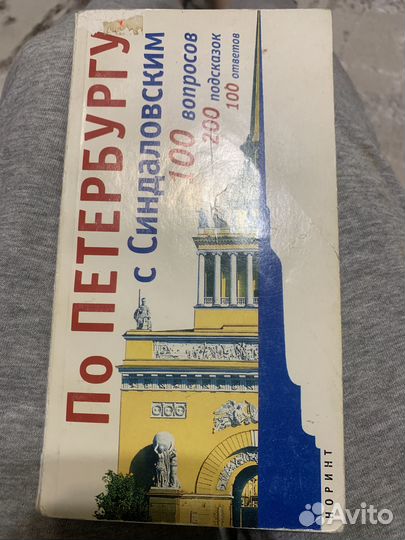 По ПЕТЕРБУРГУ
с Синдаловским
100 вопросов
200 подсказок
100 ответов
НОРИНТ
Avito